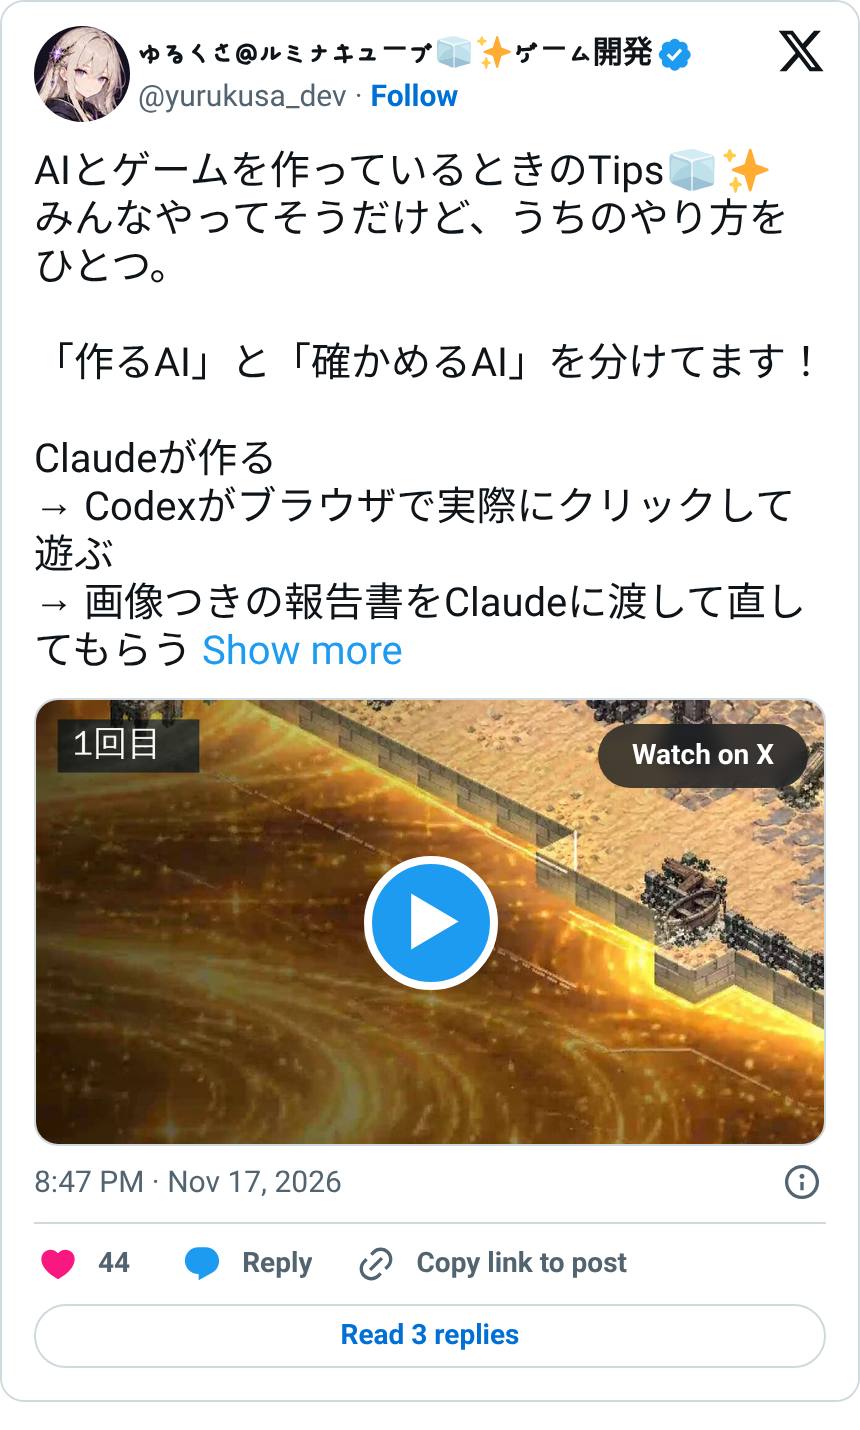 ゆるくさ@ルミナキューブ🧊✨ゲーム開発
@yurukusa_dev · Follow
AIとゲームを作っているときのTips🧊✨
みんなやってそうだけど、うちのやり方を
ひとつ。
「作るAI」と「確かめるAI」を分けてます！
Claudeが作る
→ Codexがブラウザで実際にクリックして
遊ぶ
→ 画像つきの報告書をClaudeに渡して直し
てもらう Show more
1回目
Watch on X
8:47 PM · Nov 17, 2026
44 Reply Copy link to post
Read 3 replies